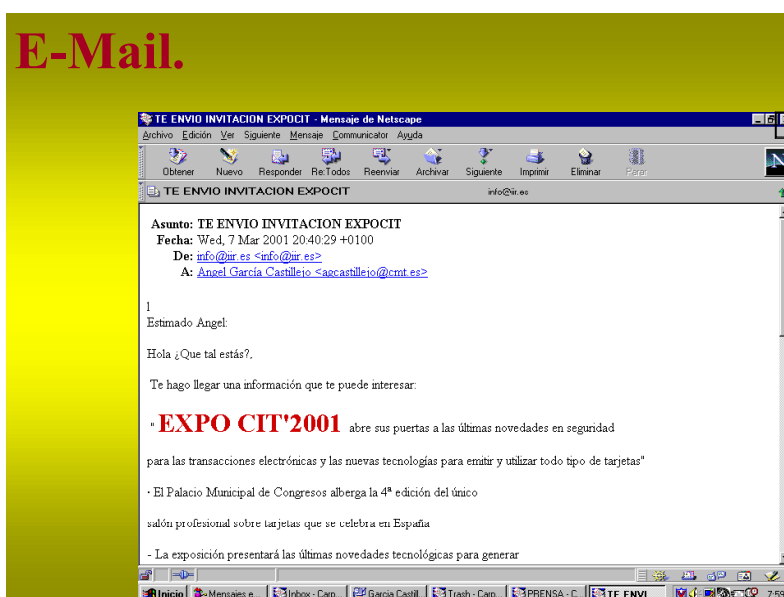 E-Mail.
TE ENVIO INVITACION EXPOCIT - Mensaje de Netscape
Archivo Edición Ver Siguiente Mensaje Communicator Ayuda
Obtener Nuevo Responder Re:Todos Reenviar Archivar Siguiente Imprimir Eliminar Parar
N
TE ENVIO INVITACION EXPOCIT info@iir.es
Asunto: TE ENVIO INVITACION EXPOCIT
Fecha: Wed, 7 Mar 2001 20:40:29 +0100
De: info@iir.es <info@iir.es>
A: Angel García Castillejo <agcastillejo@cmt.es>
l
Estimado Angel:
Hola ¿Que tal estás?,
Te hago llegar una información que te puede interesar:
" EXPO CIT'2001 abre sus puertas a las últimas novedades en seguridad
para las transacciones electrónicas y las nuevas tecnologías para emitir y utilizar todo tipo de tarjetas"
· El Palacio Municipal de Congresos alberga la 4ª edición del único
salón profesional sobre tarjetas que se celebra en España
- La exposición presentará las últimas novedades tecnológicas para generar
Inicio Mensajes e... Inbox - Carp... Garcia Castill... Trash - Carp... PRENSA - C... TE ENVI...